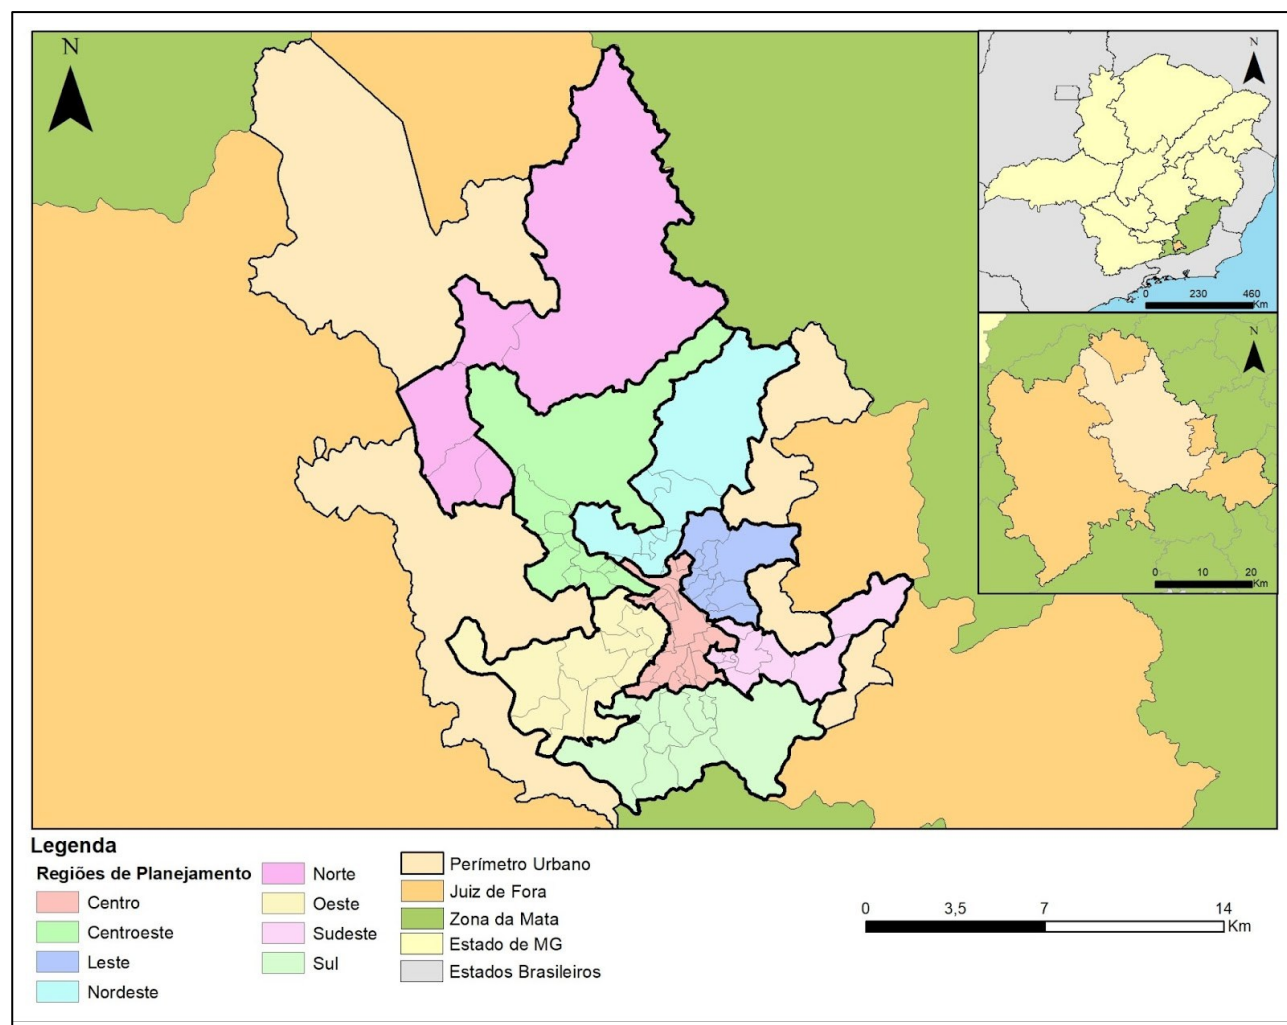 N
N
0 230 460
Km
N
0 10 20
Km
Legenda
Regiões de Planejamento
Centro
Centroeste
Leste
Nordeste
Norte
Oeste
Sudeste
Sul
Perímetro Urbano
Juiz de Fora
Zona da Mata
Estado de MG
Estados Brasileiros
0 3,5 7 14
Km